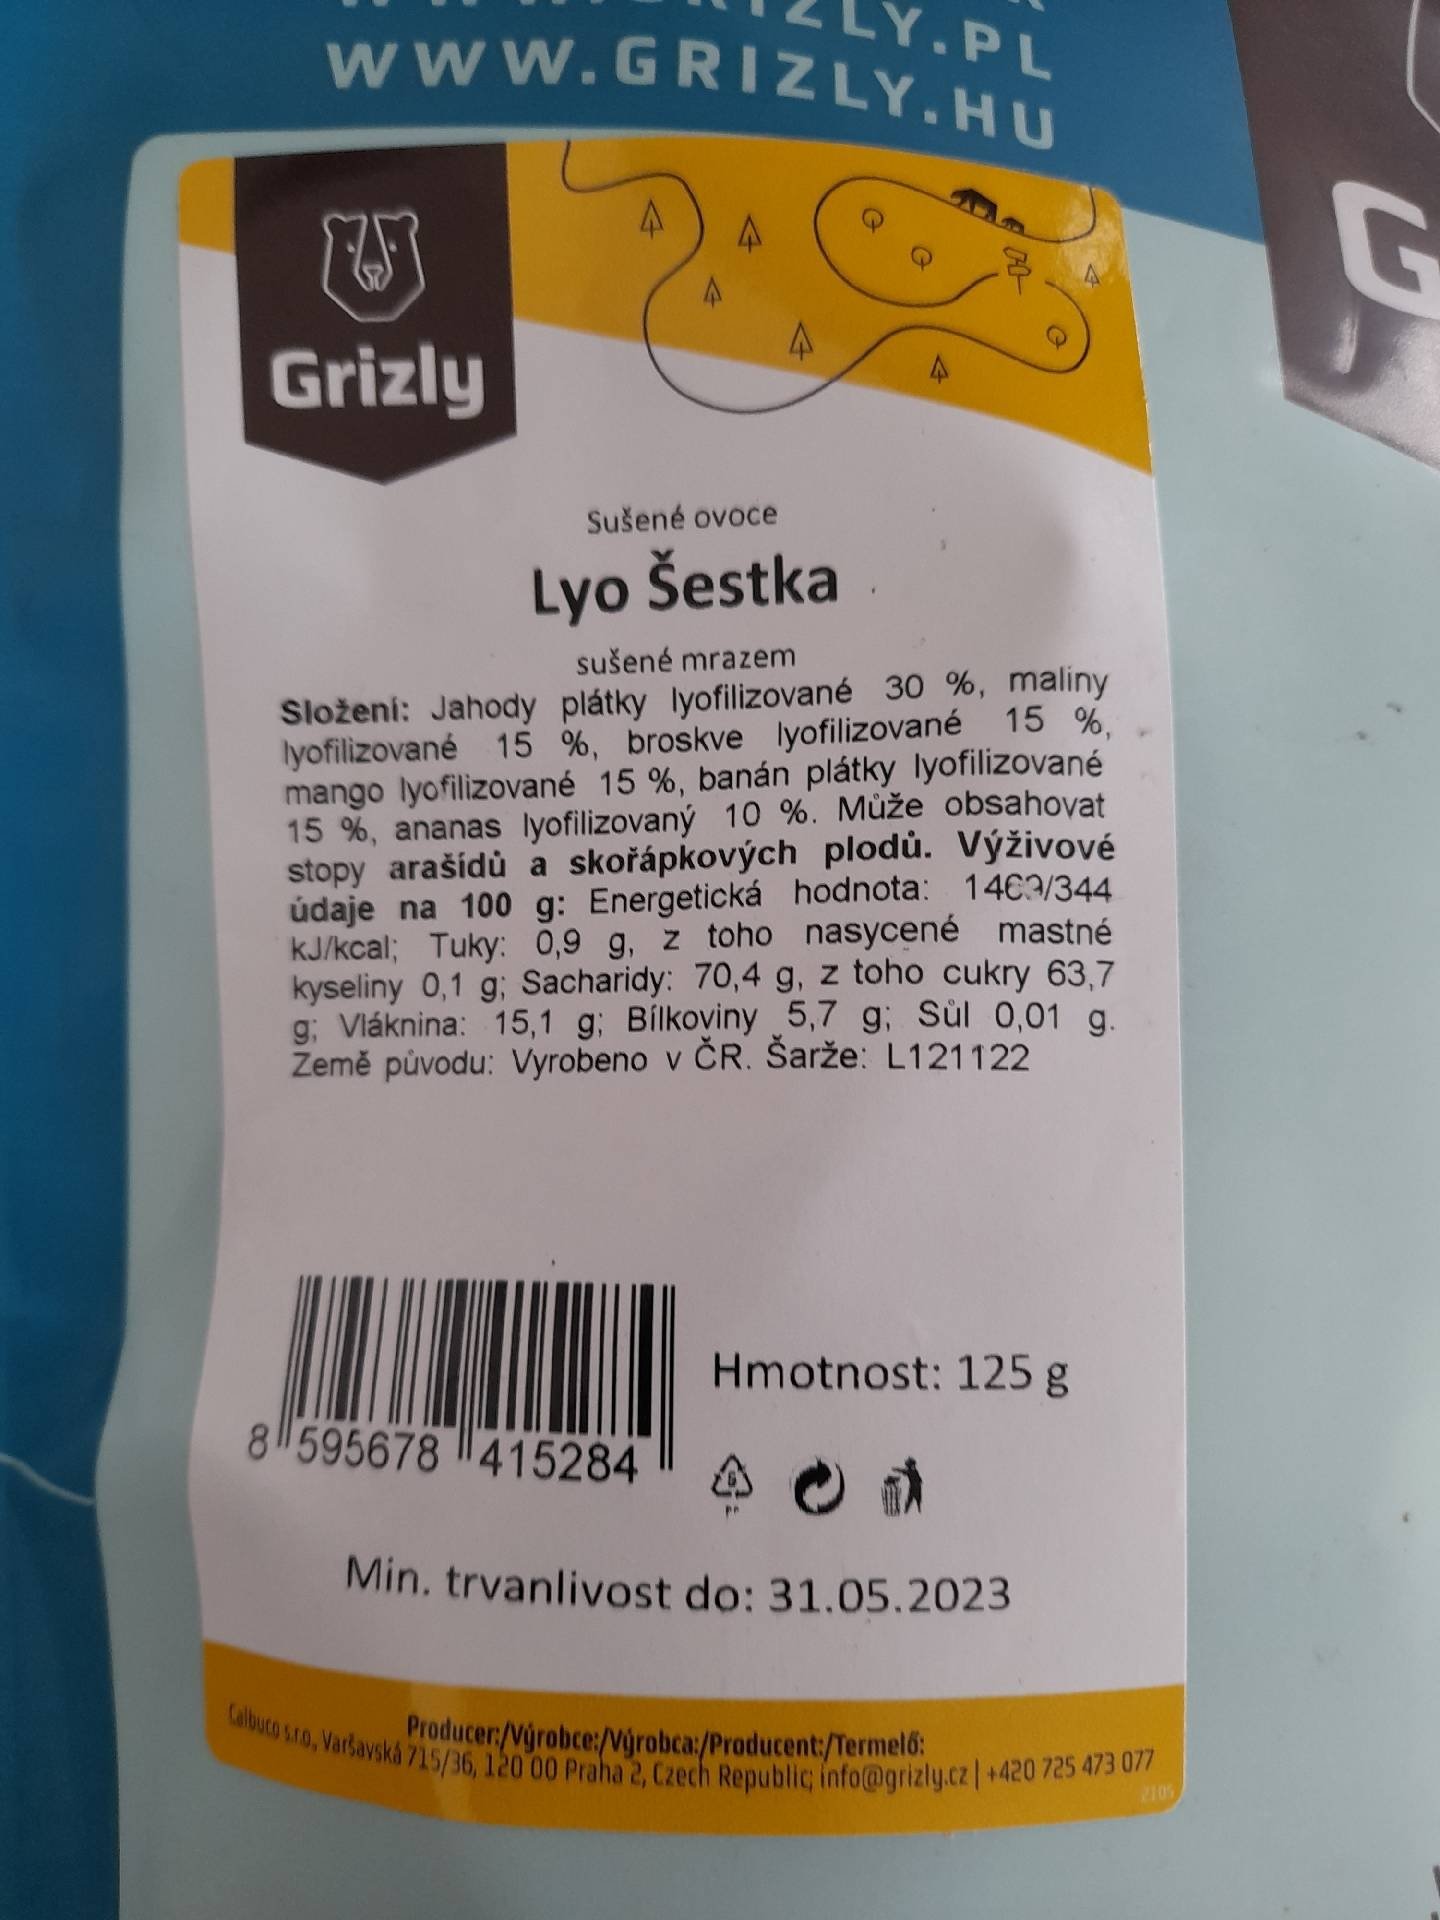 WWW.GRIZLY.PL
WWW.GRIZLY.HU
G
Grizly
Sušené ovoce
Lyo Šestka
sušené mrazem
Složení: Jahody plátky lyofilizované 30 %, maliny
lyofilizované 15 %, broskve lyofilizované 15 %,
mango lyofilizované 15 %, banán plátky lyofilizované
15 %, ananas lyofilizovaný 10 %. Může obsahovat
stopy arašídů a skořápkových plodů. Výživové
údaje na 100 g: Energetická hodnota: /344
kJ/kcal; Tuky: 0,9 g, z toho nasycené mastné
kyseliny 0,1 g; Sacharidy: 70,4 g, z toho cukry 63,7
g; Vláknina: 15,1 g; Bílkoviny 5,7 g; Sůl 0,01 g.
Země původu: Vyrobeno v ČR. Šarže: L121122
8 595678 415284
Hmotnost: 125 g
Min. trvanlivost do: 31.05.2023
Producer:/Výrobce:/Výrobca:/Producent:/Termelő:
Calbuco s.r.o, Varšavská 715/36, 120 00 Praha 2, Czech Republic; info@grizly.cz | +420 725 473 077
2105